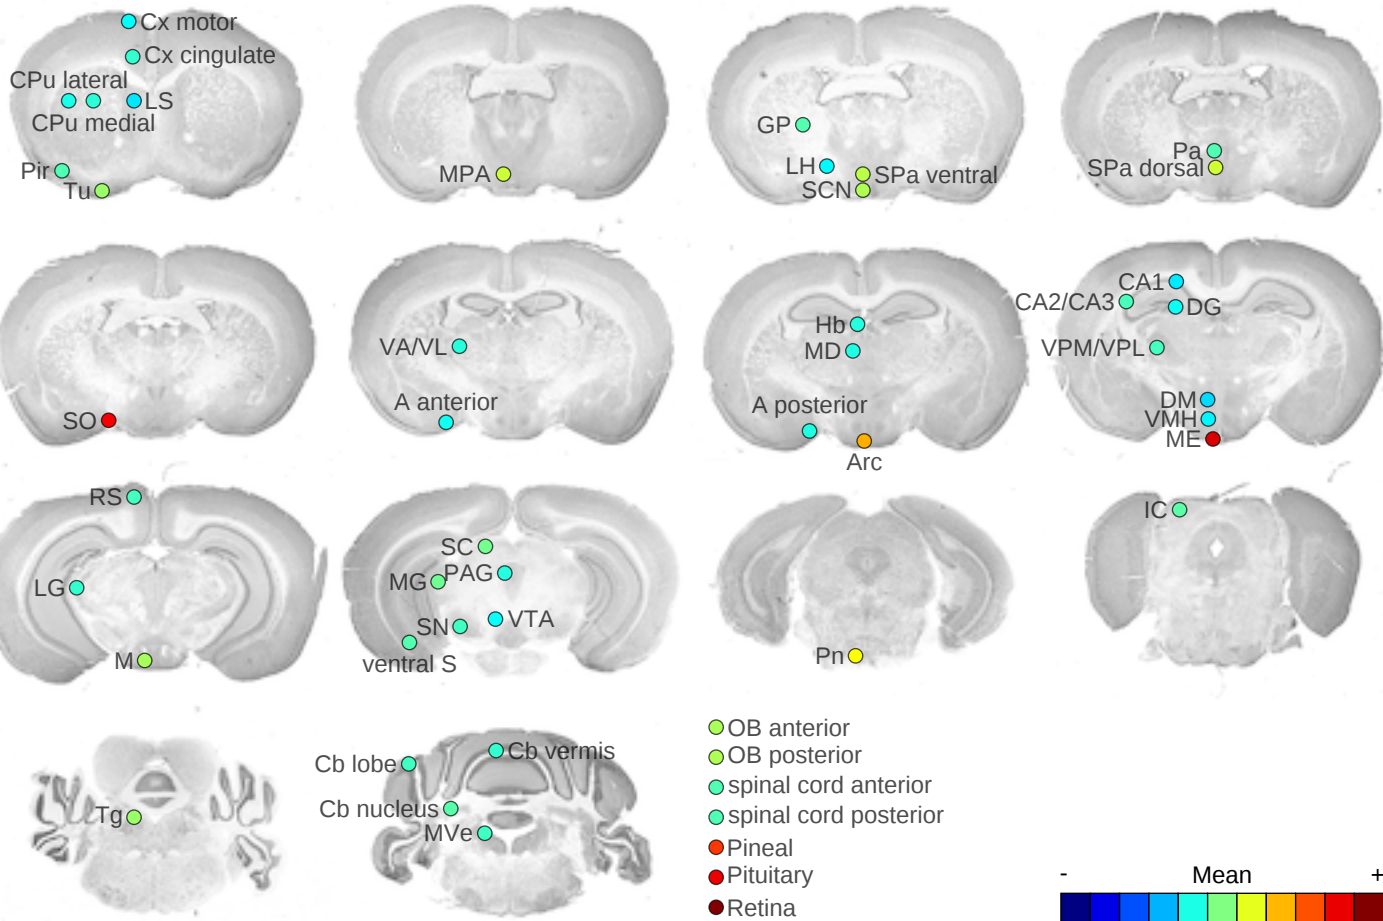 Cx motor
Cx cingulate
CPu lateral
LS
CPu medial
Pir
Tu
MPA
GP
LH
SPa ventral
SCN
Pa
SPa dorsal
SO
VA/VL
A anterior
Hb
MD
A posterior
Arc
CA1
CA2/CA3
DG
VPM/VPL
DM
VMH
ME
RS
LG
M
SC
MG
PAG
SN
VTA
ventral S
Pn
IC
Tg
Cb lobe
Cb vermis
Cb nucleus
MVe
OB anterior
OB posterior
spinal cord anterior
spinal cord posterior
Pineal
Pituitary
Retina
- Mean +